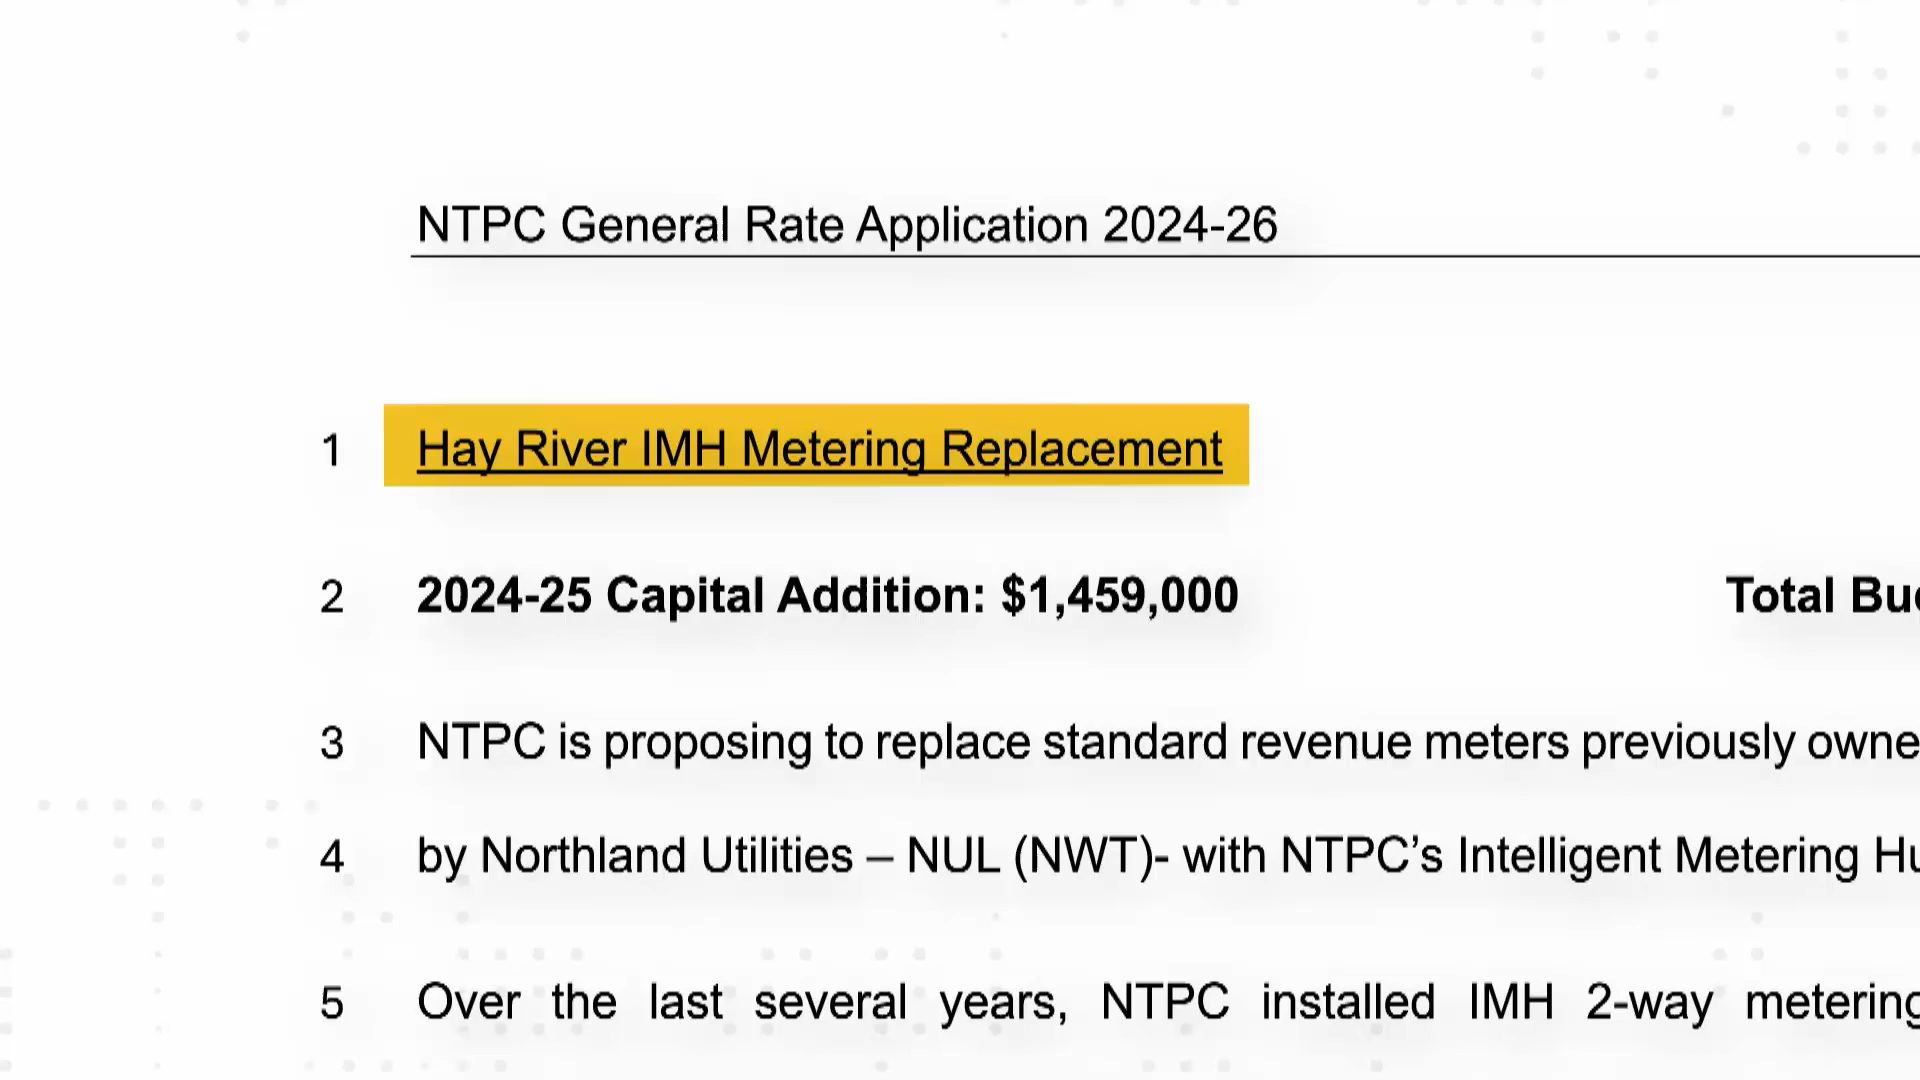 NTPC General Rate Application 2024-26
1 Hay River IMH Metering Replacement
2 2024-25 Capital Addition: $1,459,000 Total
3 NTPC is proposing to replace standard revenue meters previously
4 by Northland Utilities – NUL (NWT)- with NTPC’s Intelligent Metering
5 Over the last several years, NTPC installed IMH 2-way metering